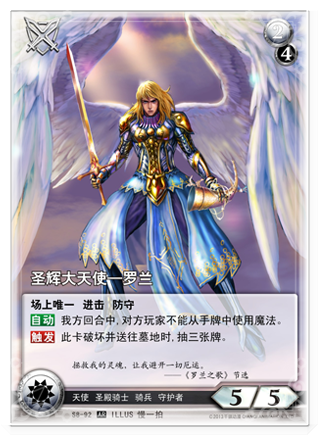 2
4
圣辉大天使—罗兰
场上唯一 进击 防守
自动 我方回合中，对方玩家不能从手牌中使用魔法。
触发 此卡破坏并送往墓地时，抽三张牌。
拯救我的灵魂，让我避开一切厄运。
——《罗兰之歌》节选
天使 圣殿骑士 骑兵 守护者
5/5
S8-92 AR ILLUS 慢一拍